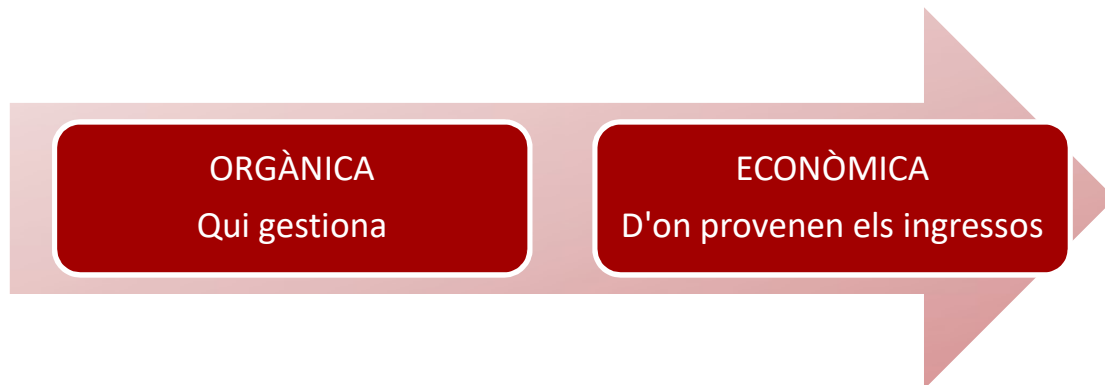 ORGÀNICA
Qui gestiona
ECONÒMICA
D'on provenen els ingressos